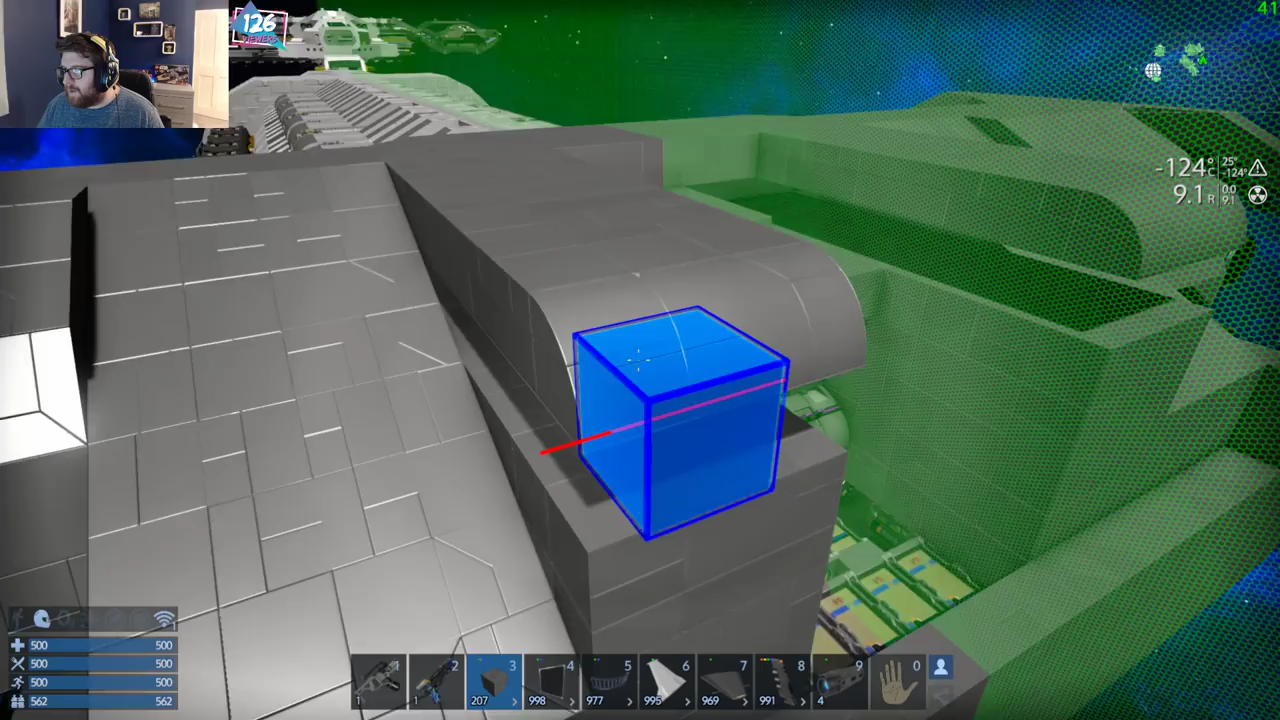 126
VIEWERS
41
-124°C 25° -124°
9.1 R 0.0 9.1
500 500
500 500
500 500
562 562
1 2 3 4 5 6 7 8 9 0
1 1 207 998 977 995 969 991 4